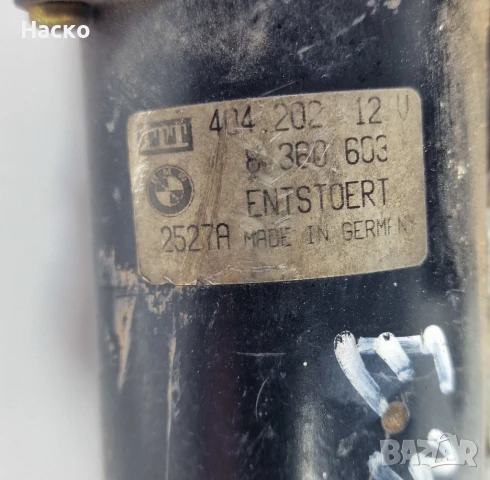 Наско
404.202 12 V
8 360 603
ENTSTOERT
2527A MADE IN GERMANY
BAZAR